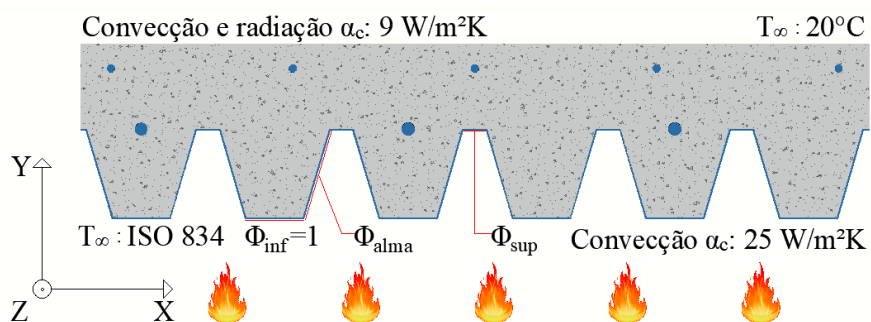 Convecção e radiação αc: 9 W/m²K
T∞ : 20°C
Y
T∞ : ISO 834
Φinf=1
Φalma
Φsup
Convecção αc: 25 W/m²K
Z
X